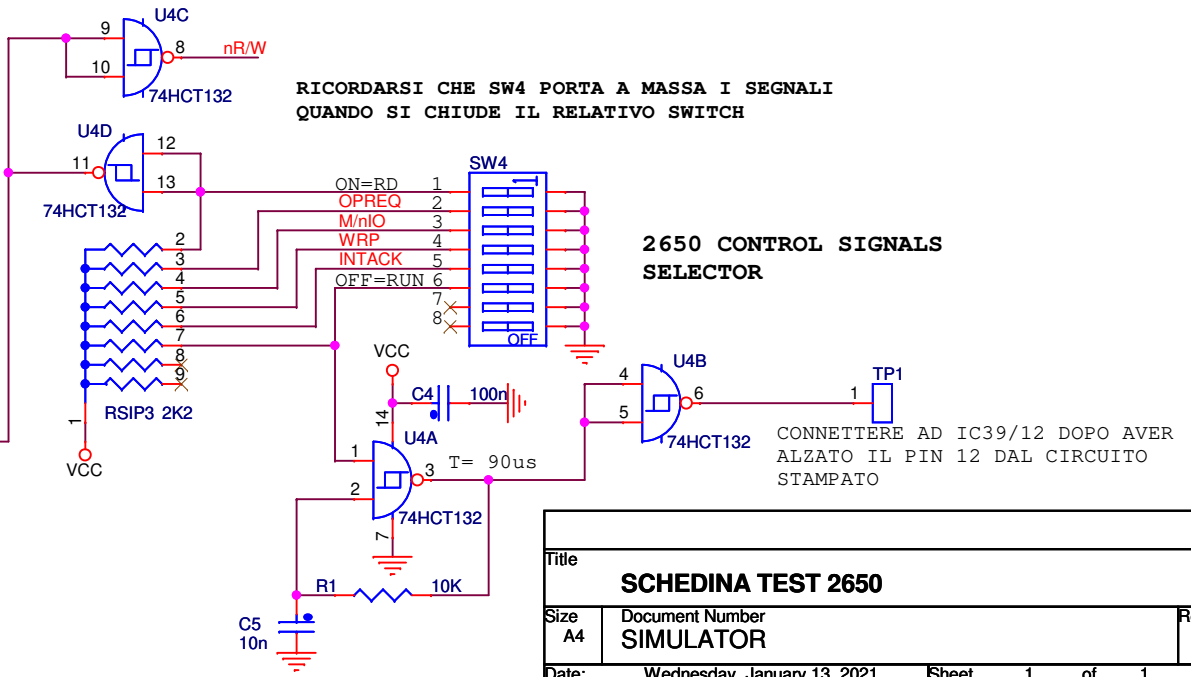 U4C
9
8
nR/W
10
74HCT132
RICORDARSI CHE SW4 PORTA A MASSA I SEGNALI
QUANDO SI CHIUDE IL RELATIVO SWITCH
U4D
12
11
13
74HCT132
SW4
1
ON=RD 1
OPREQ 2
M/nIO 3
WRP 4
INTACK 5
OFF=RUN 6
7
8
OFF
2650 CONTROL SIGNALS
SELECTOR
2
3
4
5
6
7
8
9
RSIP3 2K2
1
VCC
VCC
C4 100n
14
U4A
1
2
3
T= 90us
74HCT132
7
R1 10K
C5
10n
U4B
4
5
6
74HCT132
TP1
1
CONNETTERE AD IC39/12 DOPO AVER
ALZATO IL PIN 12 DAL CIRCUITO
STAMPATO
Title
SCHEDINA TEST 2650
Size Document Number
A4 SIMULATOR
Date: Wednesday, January 13, 2021 Sheet 1 of 1